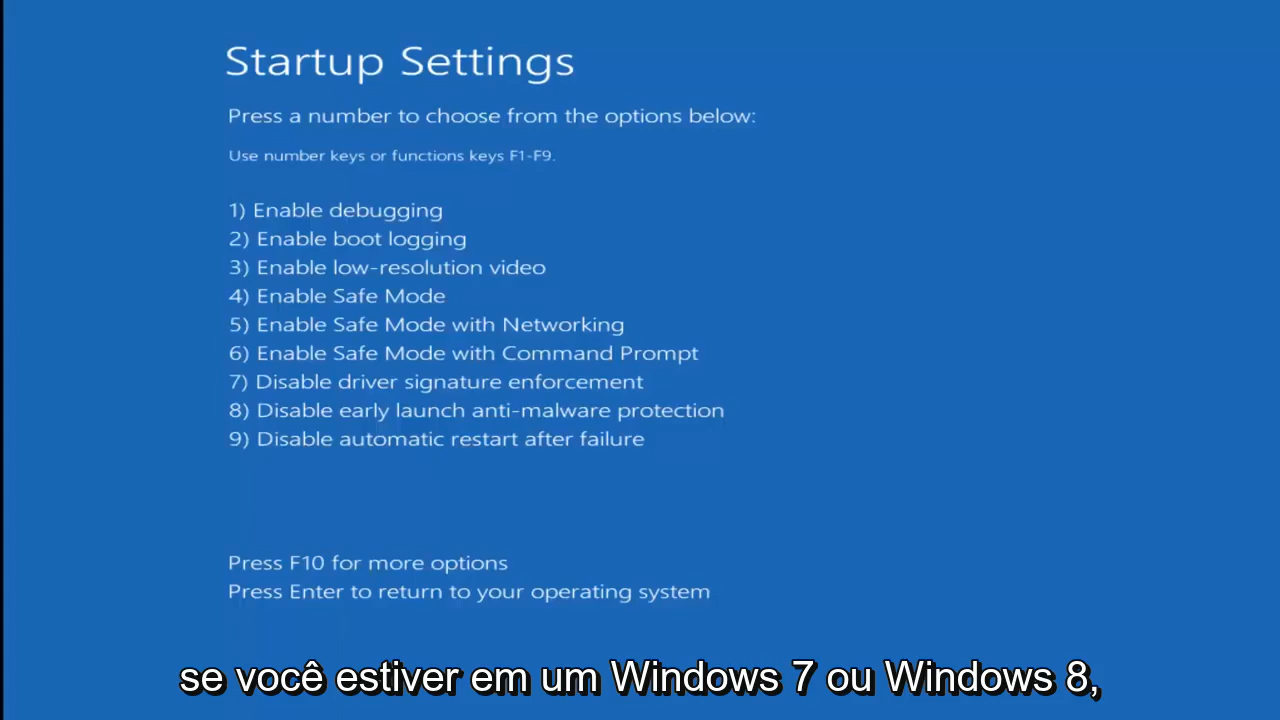 Startup Settings
Press a number to choose from the options below:
Use number keys or functions keys F1-F9.
1) Enable debugging
2) Enable boot logging
3) Enable low-resolution video
4) Enable Safe Mode
5) Enable Safe Mode with Networking
6) Enable Safe Mode with Command Prompt
7) Disable driver signature enforcement
8) Disable early launch anti-malware protection
9) Disable automatic restart after failure
Press F10 for more options
Press Enter to return to your operating system
se você estiver em um Windows 7 ou Windows 8,